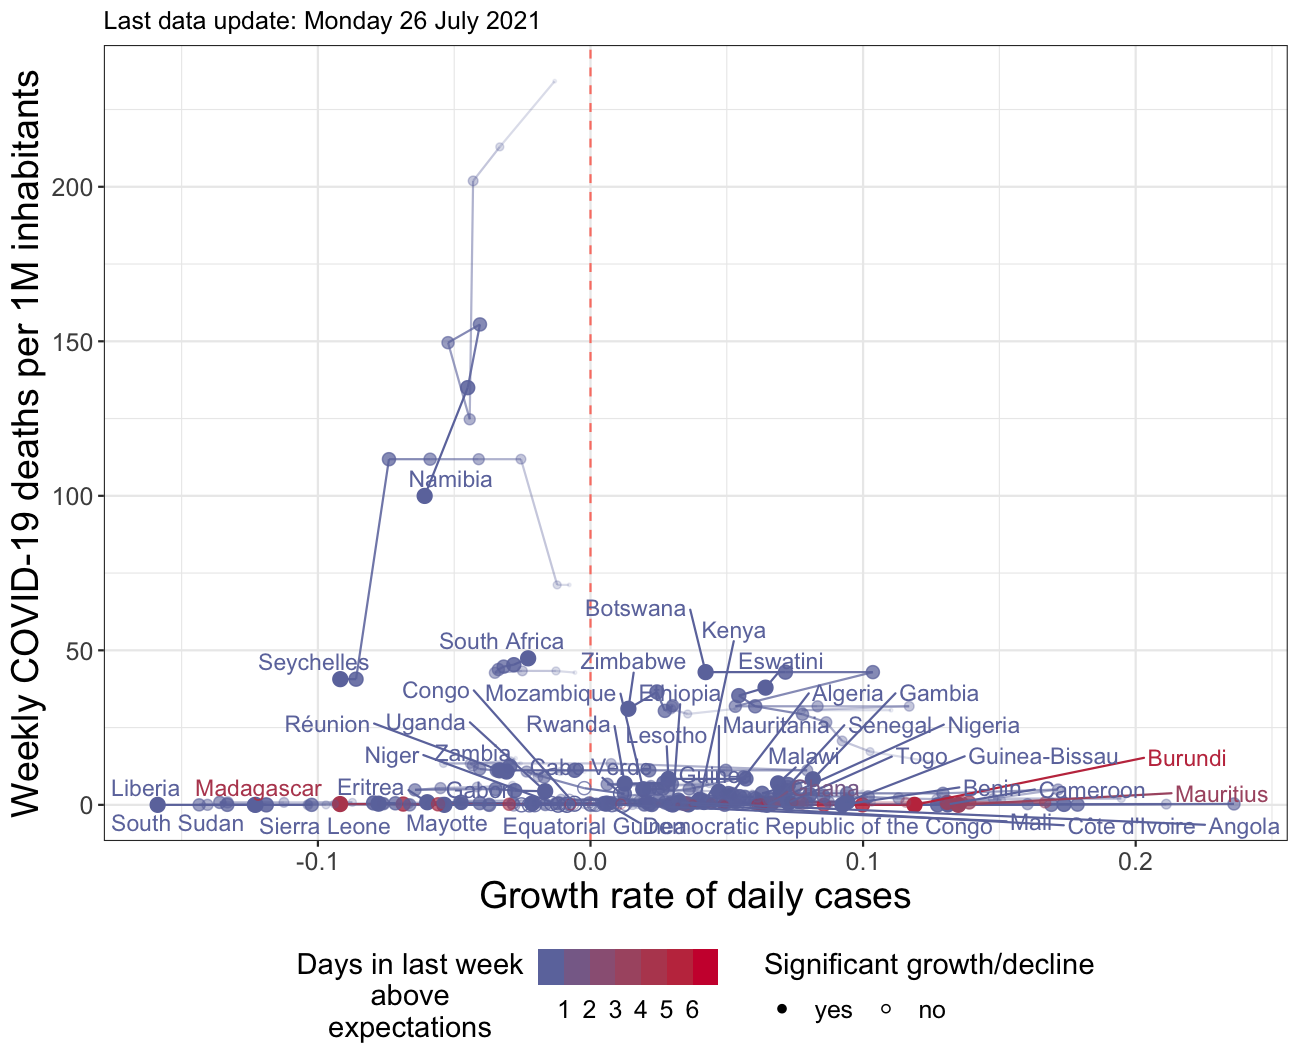 Last data update: Monday 26 July 2021
Weekly COVID-19 deaths per 1M inhabitants
200
150
100
50
0
Namibia
Botswana
Kenya
South Africa
Zimbabwe
Eswatini
Seychelles
Congo
Mozambique
Ethiopia
Algeria
Gambia
Réunion
Uganda
Rwanda
Lesotho
Mauritania
Senegal
Nigeria
Niger
Zambia
Cabo Verde
Guinea
Malawi
Togo
Guinea-Bissau
Burundi
Liberia
Madagascar
Eritrea
Gabon
Ghana
Benin
Cameroon
Mauritius
South Sudan
Sierra Leone
Mayotte
Equatorial Guinea
Democratic Republic of the Congo
Mali
Côte d'Ivoire
Angola
-0.1
0.0
0.1
0.2
Growth rate of daily cases
Days in last week
above
expectations
1 2 3 4 5 6
Significant growth/decline
yes
no